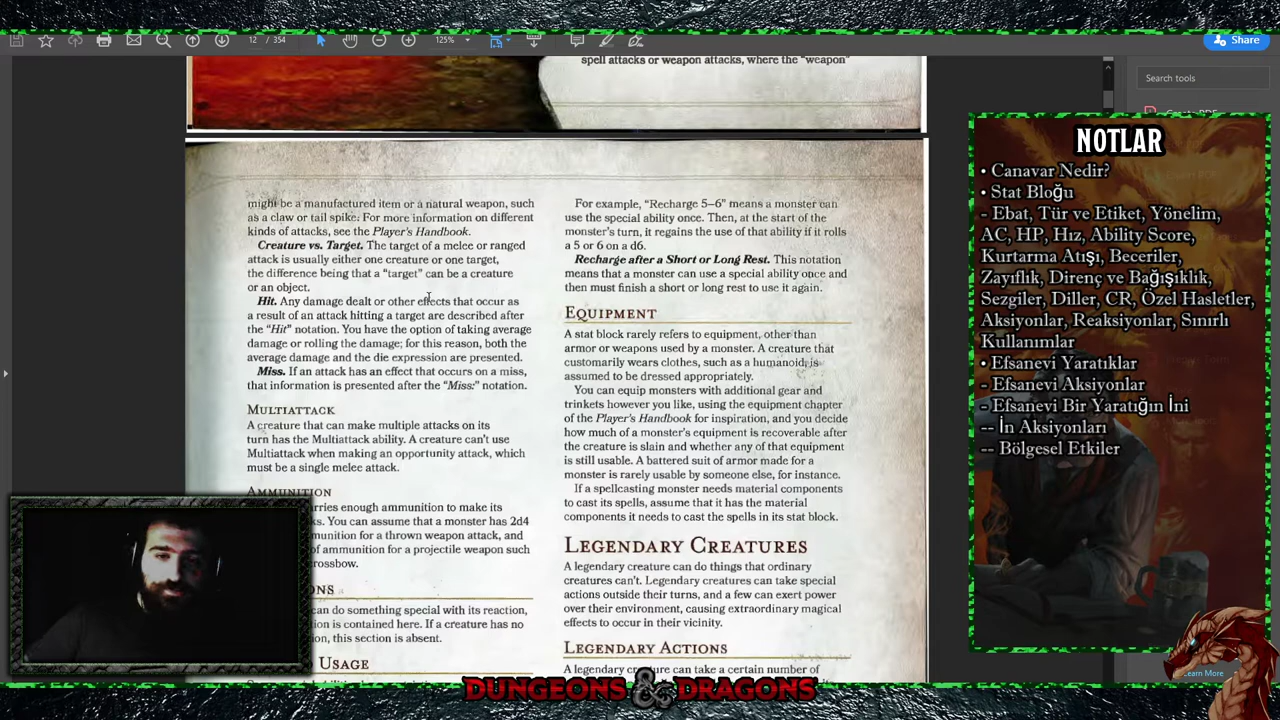 12 / 354
125%
Share
Search tools
spell attacks or weapon attacks, where the "weapon"
might be a manufactured item or a natural weapon, such
as a claw or tail spike. For more information on different
kinds of attacks, see the Player's Handbook.
Creature vs. Target. The target of a melee or ranged
attack is usually either one creature or one target,
the difference being that a "target" can be a creature
or an object.
Hit. Any damage dealt or other effects that occur as
a result of an attack hitting a target are described after
the "Hit" notation. You have the option of taking average
damage or rolling the damage; for this reason, both the
average damage and the die expression are presented.
Miss. If an attack has an effect that occurs on a miss,
that information is presented after the "Miss:" notation.
MULTIATTACK
A creature that can make multiple attacks on its
turn has the Multiattack ability. A creature can't use
Multiattack when making an opportunity attack, which
must be a single melee attack.
AMMUNITION
rries enough ammunition to make its
ks. You can assume that a monster has 2d4
munition for a thrown weapon attack, and
of ammunition for a projectile weapon such
crossbow.
ONS
can do something special with its reaction,
ion is contained here. If a creature has no
ion, this section is absent.
USAGE
For example, "Recharge 5–6" means a monster can
use the special ability once. Then, at the start of the
monster's turn, it regains the use of that ability if it rolls
a 5 or 6 on a d6.
Recharge after a Short or Long Rest. This notation
means that a monster can use a special ability once and
then must finish a short or long rest to use it again.
EQUIPMENT
A stat block rarely refers to equipment, other than
armor or weapons used by a monster. A creature that
customarily wears clothes, such as a humanoid, is
assumed to be dressed appropriately.
You can equip monsters with additional gear and
trinkets however you like, using the equipment chapter
of the Player's Handbook for inspiration, and you decide
how much of a monster's equipment is recoverable after
the creature is slain and whether any of that equipment
is still usable. A battered suit of armor made for a
monster is rarely usable by someone else, for instance.
If a spellcasting monster needs material components
to cast its spells, assume that it has the material
components it needs to cast the spells in its stat block.
LEGENDARY CREATURES
A legendary creature can do things that ordinary
creatures can't. Legendary creatures can take special
actions outside their turns, and a few can exert power
over their environment, causing extraordinary magical
effects to occur in their vicinity.
LEGENDARY ACTIONS
A legendary creature can take a certain number of
NOTLAR
• Canavar Nedir?
• Stat Bloğu
- Ebat, Tür ve Etiket, Yönelim,
AC, HP, Hız, Ability Score,
Kurtarma Atışı, Beceriler,
Zayıflık, Direnç ve Bağışıklık,
Sezgiler, Diller, CR, Özel Hasletler,
Aksiyonlar, Reaksiyonlar, Sınırlı
Kullanımlar
• Efsanevi Yaratıklar
- Efsanevi Aksiyonlar
- Efsanevi Bir Yaratığın İni
-- İn Aksiyonları
-- Bölgesel Etkiler
Learn More
DUNGEONS & DRAGONS